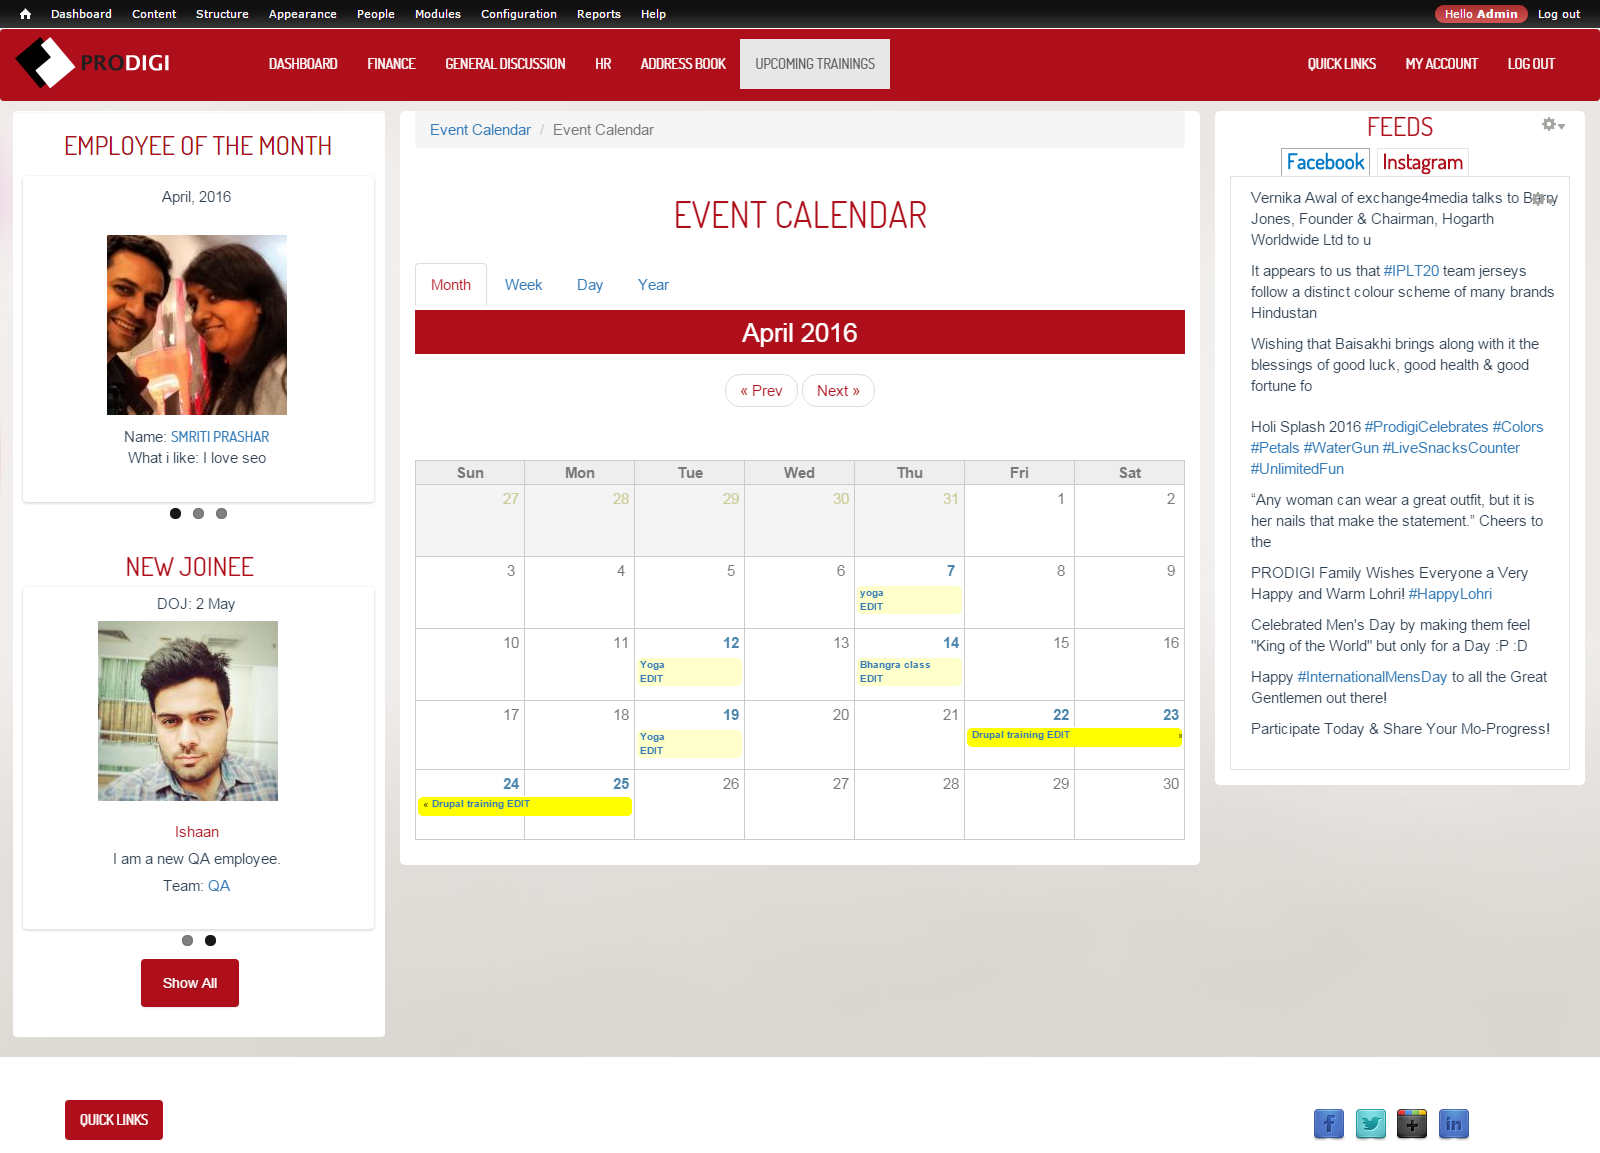 Dashboard Content Structure Appearance People Modules Configuration Reports Help Hello Admin Log out
PRODIGI DASHBOARD FINANCE GENERAL DISCUSSION HR ADDRESS BOOK UPCOMING TRAININGS QUICK LINKS MY ACCOUNT LOG OUT
EMPLOYEE OF THE MONTH
April, 2016
Name: SMRITI PRASHAR
What i like: I love seo
NEW JOINEE
DOJ: 2 May
Ishaan
I am a new QA employee.
Team: QA
Show All
Event Calendar / Event Calendar
EVENT CALENDAR
Month Week Day Year
April 2016
« Prev Next »
Sun Mon Tue Wed Thu Fri Sat
27 28 29 30 31 1 2
3 4 5 6 7 8 9
yoga
EDIT
10 11 12 13 14 15 16
Yoga Bhangra class
EDIT EDIT
17 18 19 20 21 22 23
Yoga Drupal training EDIT »
EDIT
24 25 26 27 28 29 30
« Drupal training EDIT
FEEDS
Facebook Instagram
Vernika Awal of exchange4media talks to Barry
Jones, Founder & Chairman, Hogarth
Worldwide Ltd to u
It appears to us that #IPLT20 team jerseys
follow a distinct colour scheme of many brands
Hindustan
Wishing that Baisakhi brings along with it the
blessings of good luck, good health & good
fortune fo
Holi Splash 2016 #ProdigiCelebrates #Colors
#Petals #WaterGun #LiveSnacksCounter
#UnlimitedFun
“Any woman can wear a great outfit, but it is
her nails that make the statement.” Cheers to
the
PRODIGI Family Wishes Everyone a Very
Happy and Warm Lohri! #HappyLohri
Celebrated Men's Day by making them feel
"King of the World" but only for a Day :P :D
Happy #InternationalMensDay to all the Great
Gentlemen out there!
Participate Today & Share Your Mo-Progress!
QUICK LINKS